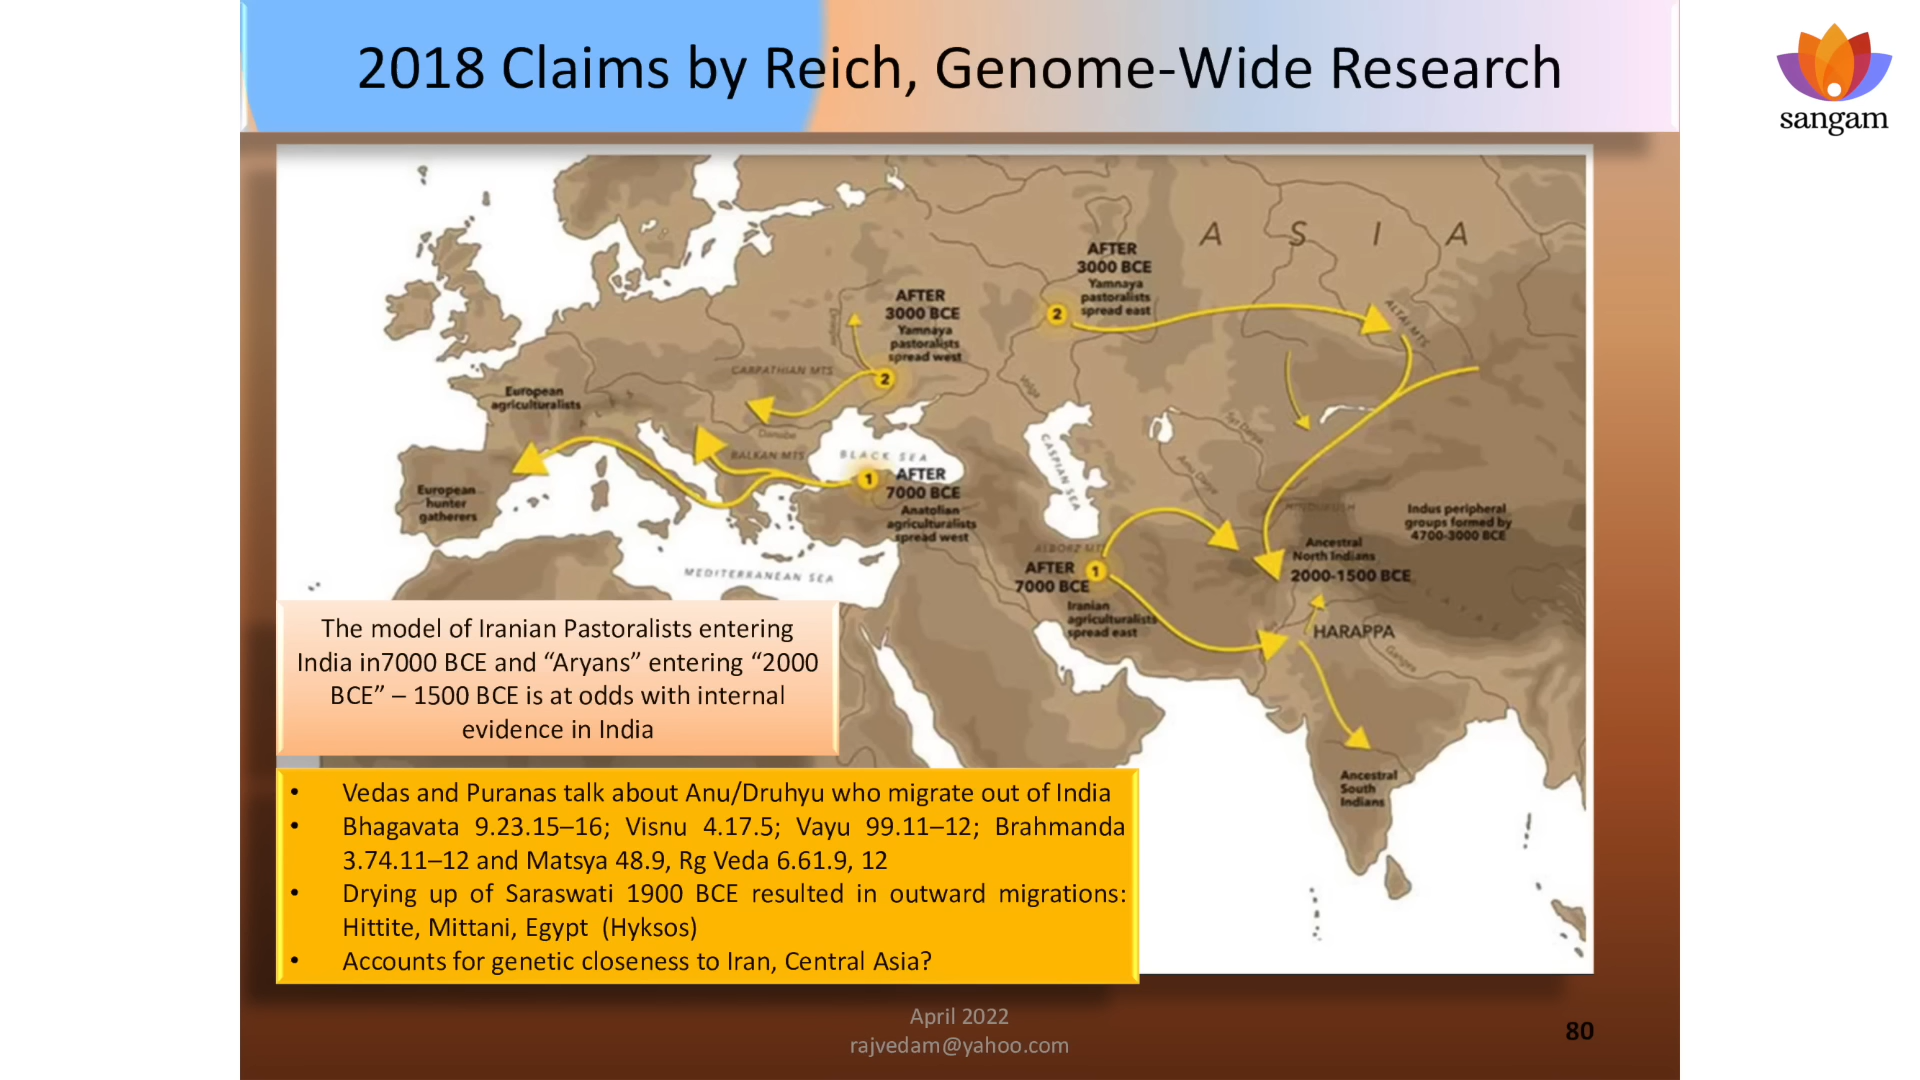 2018 Claims by Reich, Genome-Wide Research
sangam
A S I A
AFTER
3000 BCE
Yamnaya
pastoralists
spread east
2
ALTAI MTS
AFTER
3000 BCE
Yamnaya
pastoralists
spread west
2
Dnieper
CARPATHIAN MTS
Volga
European
agriculturalists
Danube
BALKAN MTS
BLACK SEA
Syr Darya
CASPIAN SEA
Amu Darya
1
AFTER
7000 BCE
Anatolian
agriculturalists
spread west
European
hunter
gatherers
HINDU KUSH
Indus peripheral
groups formed by
4700-3000 BCE
Ancestral
North Indians
2000-1500 BCE
ALBORZ MT
AFTER
7000 BCE
1
Iranian
agriculturalists
spread east
MEDITERRANEAN SEA
HARAPPA
Ganges
Ancestral
South
Indians
The model of Iranian Pastoralists entering
India in7000 BCE and “Aryans” entering “2000
BCE” – 1500 BCE is at odds with internal
evidence in India
• Vedas and Puranas talk about Anu/Druhyu who migrate out of India
• Bhagavata 9.23.15–16; Visnu 4.17.5; Vayu 99.11–12; Brahmanda
3.74.11–12 and Matsya 48.9, Rg Veda 6.61.9, 12
• Drying up of Saraswati 1900 BCE resulted in outward migrations:
Hittite, Mittani, Egypt (Hyksos)
• Accounts for genetic closeness to Iran, Central Asia?
April 2022
rajvedam@yahoo.com
80